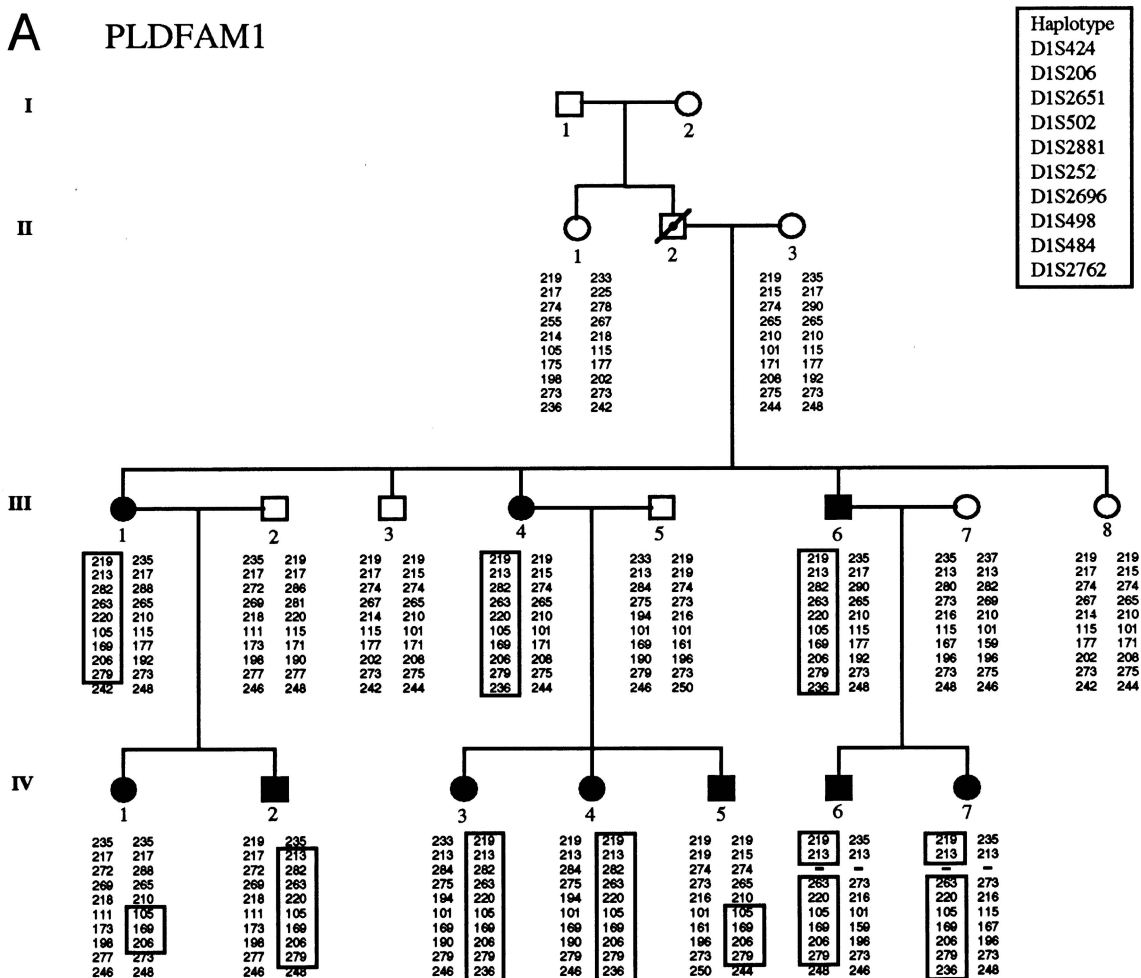 A PLDFAM1
Haplotype
D1S424
D1S206
D1S2651
D1S502
D1S2881
D1S252
D1S2696
D1S498
D1S484
D1S2762
I
1 2
II
1 2 3
219 233 219 235
217 225 215 217
274 278 274 290
255 267 265 265
214 218 210 210
105 115 101 115
175 177 171 177
198 202 208 192
273 273 275 273
236 242 244 248
III
1 2 3 4 5 6 7 8
219 235 235 219 219 219 219 219 233 219 219 235 235 237 219 219
213 217 217 217 217 215 213 215 213 219 213 217 213 213 217 215
282 288 272 286 274 274 282 274 284 274 282 290 280 282 274 274
263 265 269 281 267 265 263 265 275 273 263 265 273 269 267 265
220 210 218 220 214 210 220 210 194 216 220 210 216 210 214 210
105 115 111 115 115 101 105 101 101 101 105 115 115 101 115 101
169 177 173 171 177 171 169 171 169 161 169 177 167 159 177 171
206 192 198 190 202 208 206 208 190 196 206 192 196 196 202 208
279 273 277 277 273 275 279 275 279 273 279 273 273 275 273 275
242 248 246 248 242 244 236 244 246 250 236 248 248 246 242 244
IV
1 2 3 4 5 6 7
235 235 219 235 233 219 219 219 219 219 219 235 219 235
217 217 217 213 213 213 213 213 219 215 213 213 213 213
272 288 272 282 284 282 284 282 274 274 - - - -
269 265 269 263 275 263 275 263 273 265 263 273 263 273
218 210 218 220 194 220 194 220 216 210 220 216 220 216
111 105 111 105 101 105 101 105 101 105 105 101 105 115
173 169 173 169 169 169 169 169 161 169 169 159 169 167
198 206 198 206 190 206 190 206 196 206 206 196 206 196
277 273 277 279 279 279 279 279 273 279 279 273 279 273
246 248 246 248 246 236 246 236 250 244 248 246 236 248